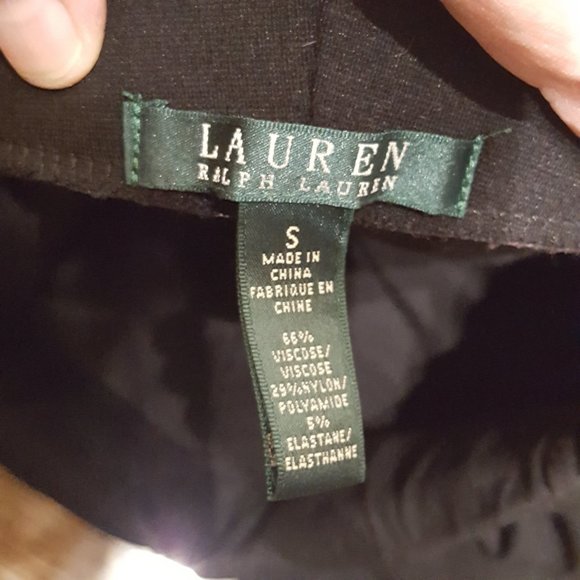 LAUREN
RALPH LAUREN
S
MADE IN
CHINA
FABRIQUE EN
CHINE
66%
VISCOSE/
VISCOSE
29%NYLON/
POLYAMIDE
5%
ELASTANE/
ELASTHANNE